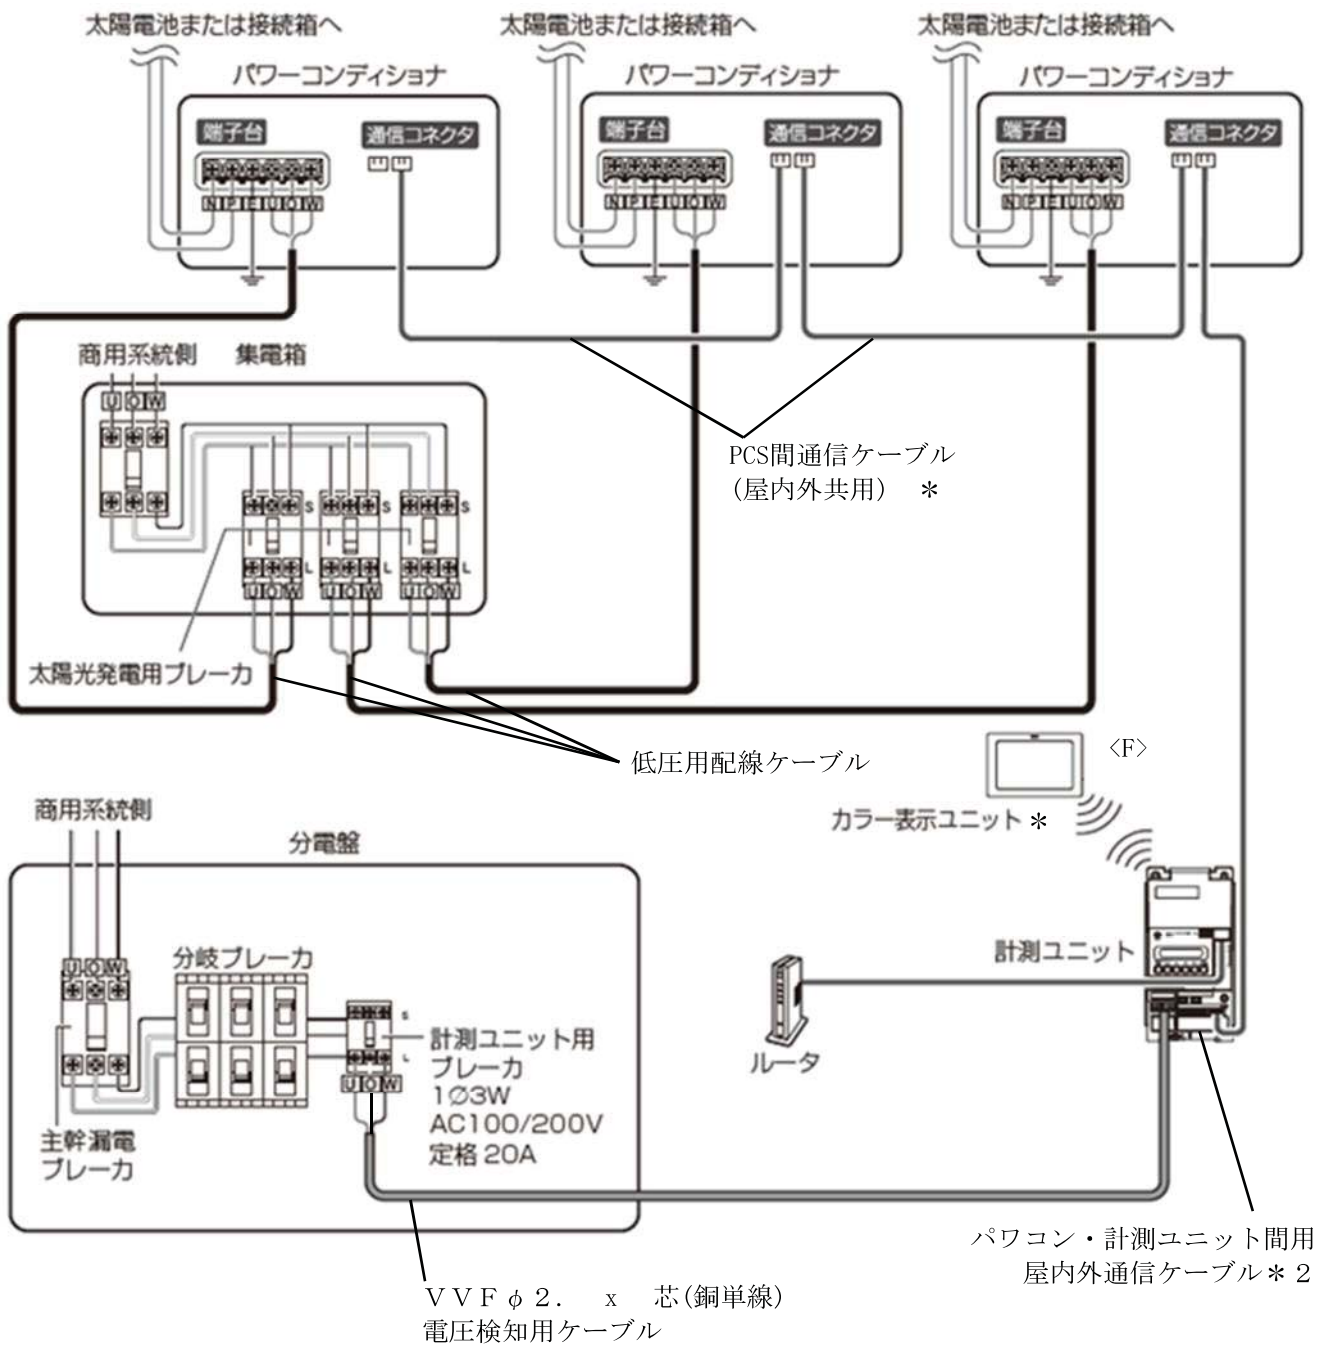 太陽電池または接続箱へ
太陽電池または接続箱へ
太陽電池または接続箱へ
パワーコンディショナ
パワーコンディショナ
パワーコンディショナ
端子台
通信コネクタ
端子台
通信コネクタ
端子台
通信コネクタ
N P E U O W
N P E U O W
N P E U O W
商用系統側
集電箱
U O W
PCS間通信ケーブル
(屋内外共用) *
S
S
S
L
L
L
U O W
U O W
U O W
太陽光発電用ブレーカ
低圧用配線ケーブル
<F>
カラー表示ユニット*
商用系統側
分電盤
U O W
分岐ブレーカ
計測ユニット
ルータ
S
L
計測ユニット用
ブレーカ
1∅3W
AC100/200V
定格 20A
U O W
主幹漏電
ブレーカ
パワコン・計測ユニット間用
屋内外通信ケーブル*2
VVFφ2. x 芯(銅単線)
電圧検知用ケーブル